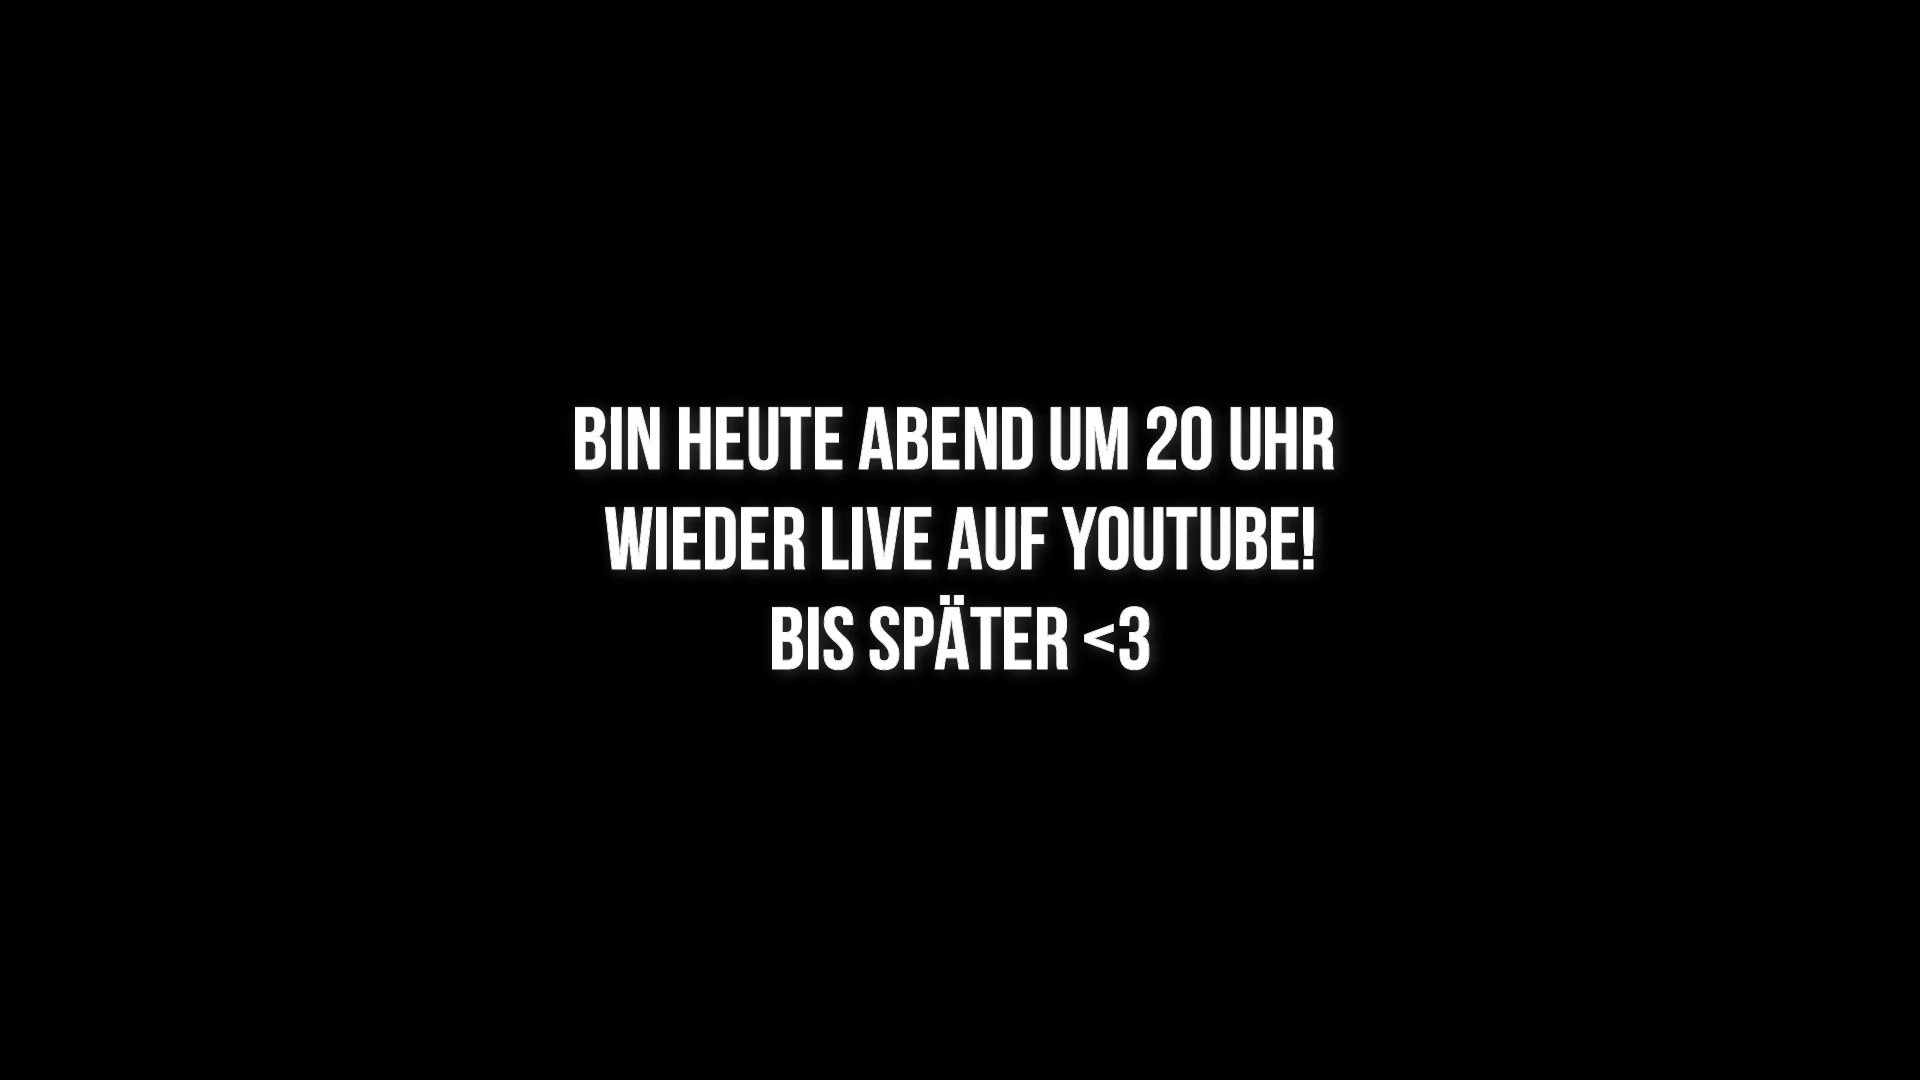 BIN HEUTE ABEND UM 20 UHR
WIEDER LIVE AUF YOUTUBE!
BIS SPÄTER <3